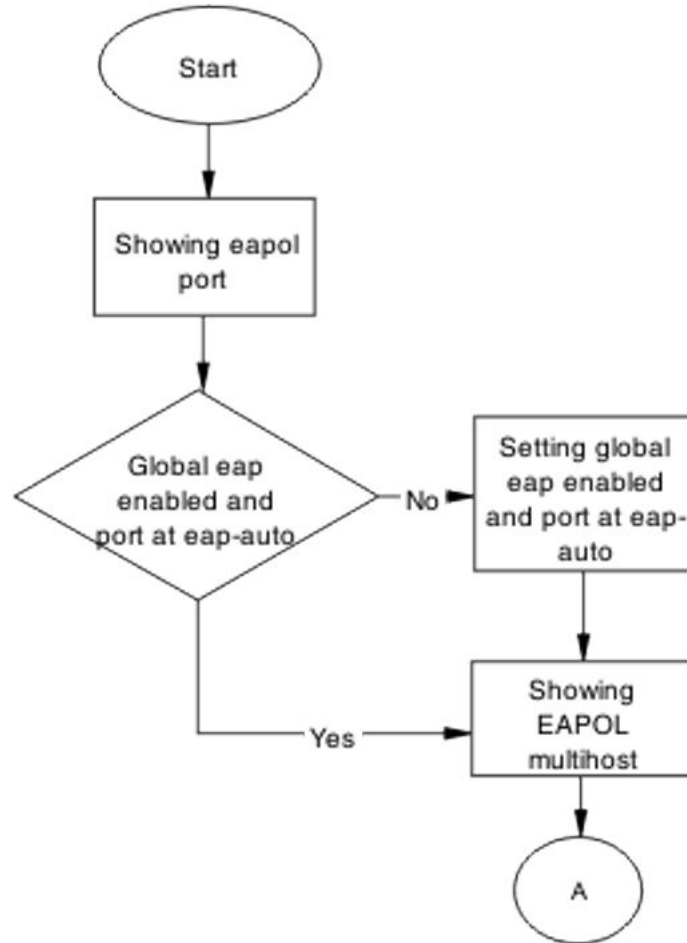 Start
Showing eapol
port
Global eap
enabled and
port at eap-auto
No
Setting global
eap enabled
and port at eap-
auto
Showing
EAPOL
multihost
Yes
A